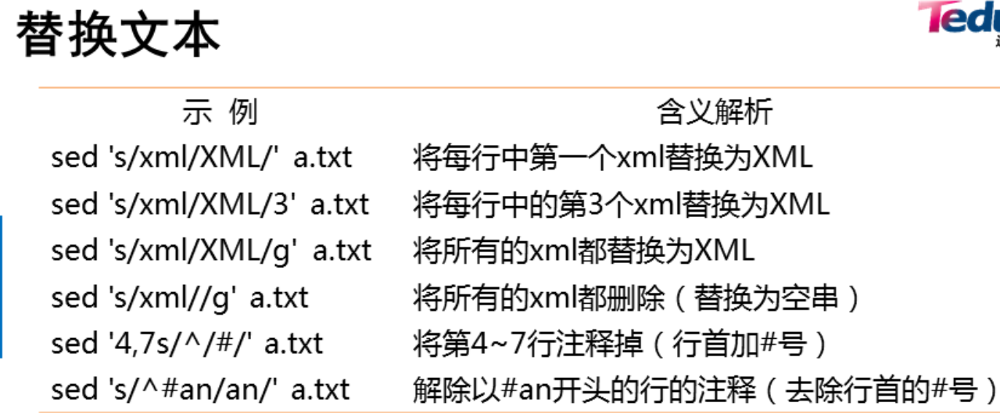 替换文本
Tedu
示 例 含义解析
sed 's/xml/XML/' a.txt 将每行中第一个xml替换为XML
sed 's/xml/XML/3' a.txt 将每行中的第3个xml替换为XML
sed 's/xml/XML/g' a.txt 将所有的xml都替换为XML
sed 's/xml//g' a.txt 将所有的xml都删除（替换为空串）
sed '4,7s/^/#/' a.txt 将第4~7行注释掉（行首加#号）
sed 's/^#an/an/' a.txt 解除以#an开头的行的注释（去除行首的#号）